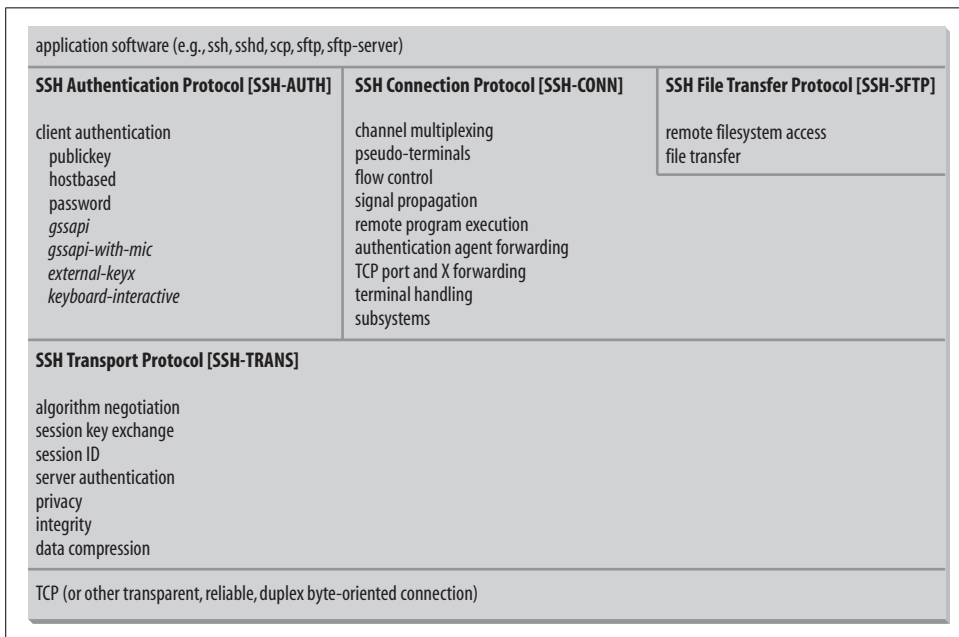 application software (e.g., ssh, sshd, scp, sftp, sftp-server)
SSH Authentication Protocol [SSH-AUTH]
client authentication
publickey
hostbased
password
gssapi
gssapi-with-mic
external-keyx
keyboard-interactive
SSH Connection Protocol [SSH-CONN]
channel multiplexing
pseudo-terminals
flow control
signal propagation
remote program execution
authentication agent forwarding
TCP port and X forwarding
terminal handling
subsystems
SSH File Transfer Protocol [SSH-SFTP]
remote filesystem access
file transfer
SSH Transport Protocol [SSH-TRANS]
algorithm negotiation
session key exchange
session ID
server authentication
privacy
integrity
data compression
TCP (or other transparent, reliable, duplex byte-oriented connection)